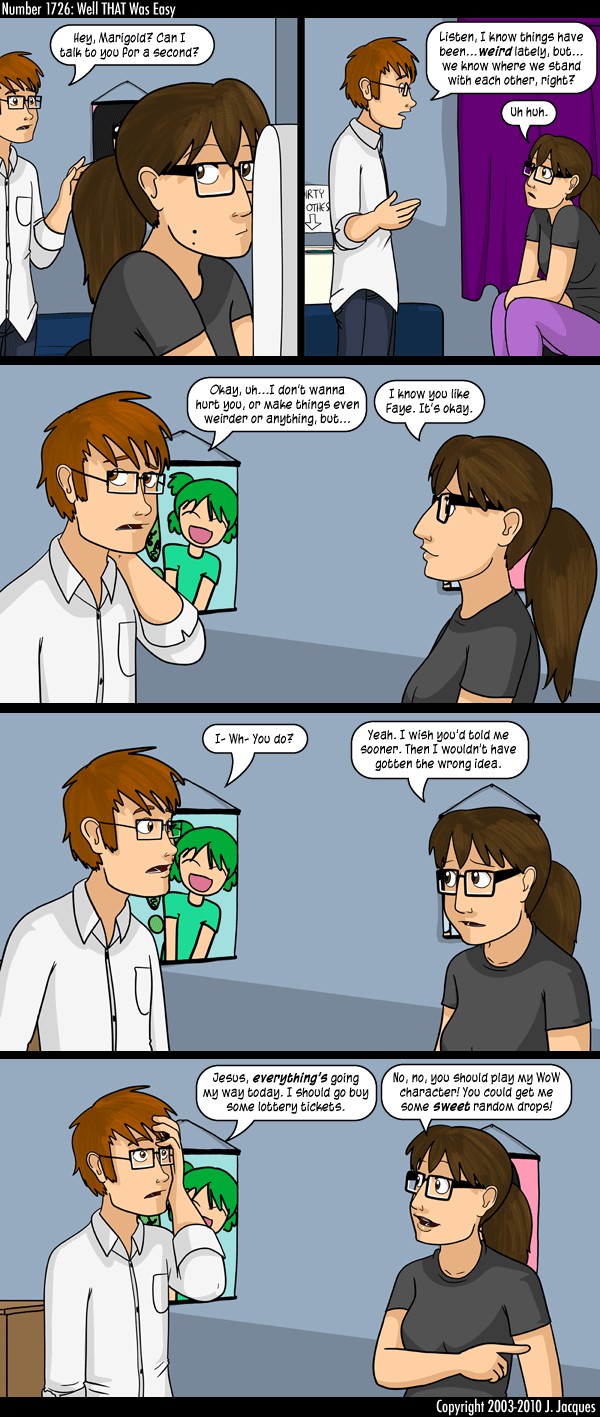 Number 1726: Well THAT Was Easy
Hey, Marigold? Can I
talk to you for a second?
Listen, I know things have
been...weird lately, but...
we know where we stand
with each other, right?
Uh huh.
IRTY
OTHES
Okay, uh...I don't wanna
hurt you, or make things even
weirder or anything, but...
I know you like
Faye. It's okay.
I- Wh- You do?
Yeah. I wish you'd told me
sooner. Then I wouldn't have
gotten the wrong idea.
Jesus, everything's going
my way today. I should go buy
some lottery tickets.
No, no, you should play my WoW
character! You could get me
some sweet random drops!
Copyright 2003-2010 J. Jacques